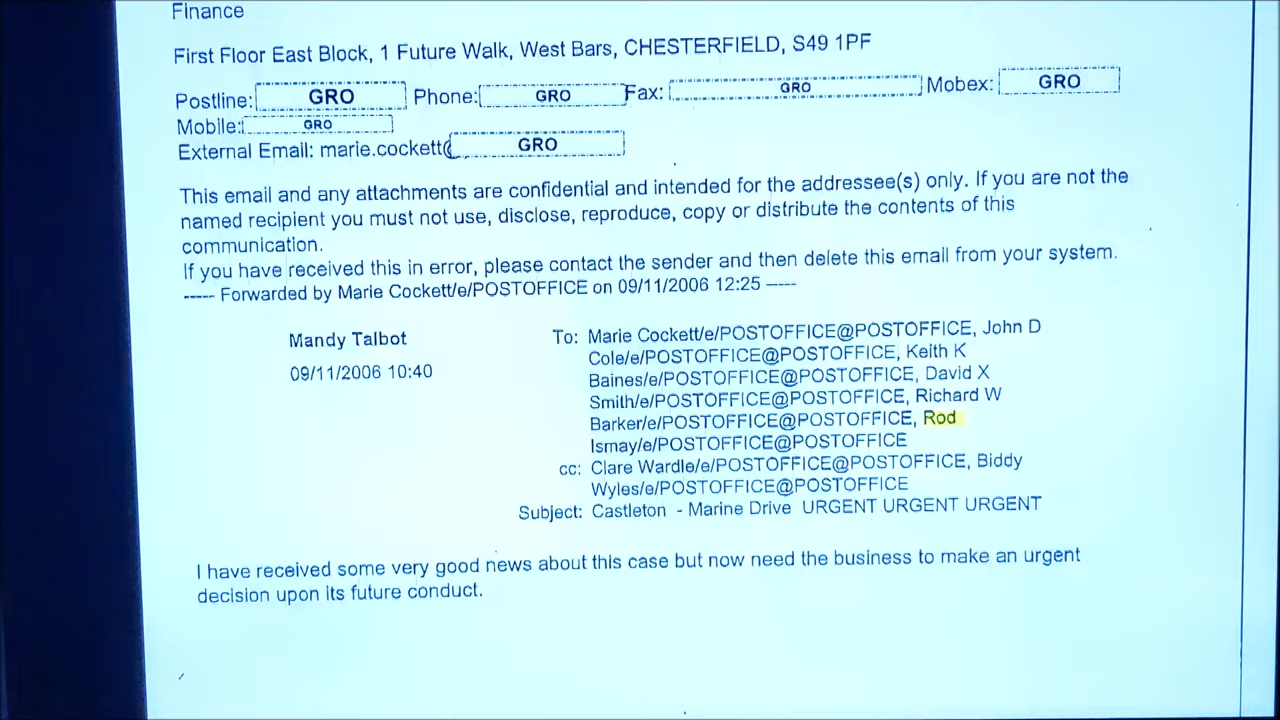 Finance
First Floor East Block, 1 Future Walk, West Bars, CHESTERFIELD, S49 1PF
Postline: GRO Phone: GRO Fax: GRO Mobex: GRO
Mobile: GRO
External Email: marie.cockett@ GRO
This email and any attachments are confidential and intended for the addressee(s) only. If you are not the
named recipient you must not use, disclose, reproduce, copy or distribute the contents of this
communication.
If you have received this in error, please contact the sender and then delete this email from your system.
----- Forwarded by Marie Cockett/e/POSTOFFICE on 09/11/2006 12:25 -----
Mandy Talbot
09/11/2006 10:40
To: Marie Cockett/e/POSTOFFICE@POSTOFFICE, John D
Cole/e/POSTOFFICE@POSTOFFICE, Keith K
Baines/e/POSTOFFICE@POSTOFFICE, David X
Smith/e/POSTOFFICE@POSTOFFICE, Richard W
Barker/e/POSTOFFICE@POSTOFFICE, Rod
Ismay/e/POSTOFFICE@POSTOFFICE
cc: Clare Wardle/e/POSTOFFICE@POSTOFFICE, Biddy
Wyles/e/POSTOFFICE@POSTOFFICE
Subject: Castleton - Marine Drive URGENT URGENT URGENT
I have received some very good news about this case but now need the business to make an urgent
decision upon its future conduct.